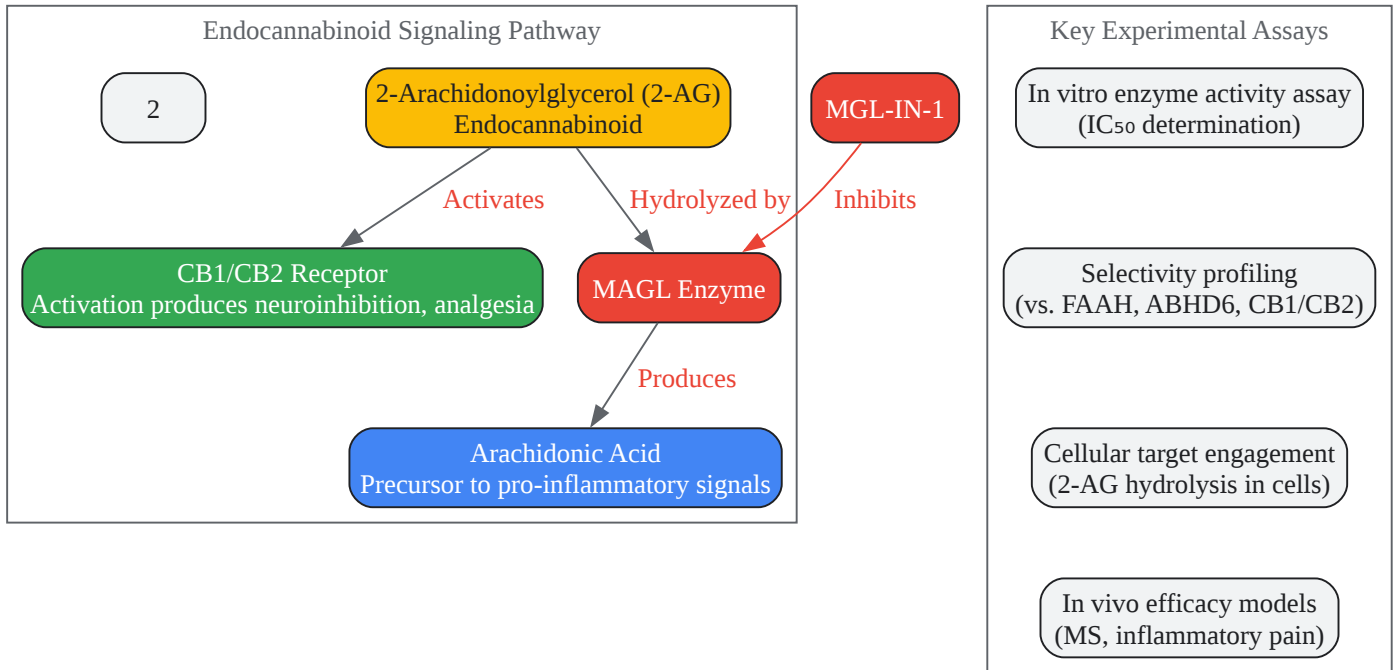 Endocannabinoid Signaling Pathway
2
2-Arachidonoylglycerol (2-AG)
Endocannabinoid
MGL-IN-1
Activates
Hydrolyzed by
Inhibits
CB1/CB2 Receptor
Activation produces neuroinhibition, analgesia
MAGL Enzyme
Produces
Arachidonic Acid
Precursor to pro-inflammatory signals
Key Experimental Assays
In vitro enzyme activity assay
(IC₅₀ determination)
Selectivity profiling
(vs. FAAH, ABHD6, CB1/CB2)
Cellular target engagement
(2-AG hydrolysis in cells)
In vivo efficacy models
(MS, inflammatory pain)